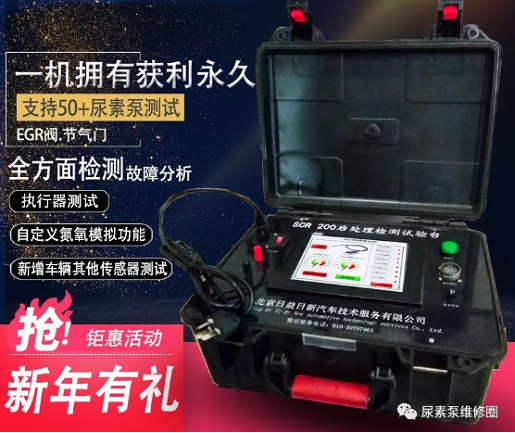 一机拥有获利永久
支持50+尿素泵测试
EGR阀.节气门
全方面检测 故障分析
执行器测试
自定义氮氧模拟功能
新增车辆其他传感器测试
SCR 200后处理检测试验台
北京日益日新汽车技术服务有限公司
抢!
钜惠活动
新年有礼
尿素泵维修圈